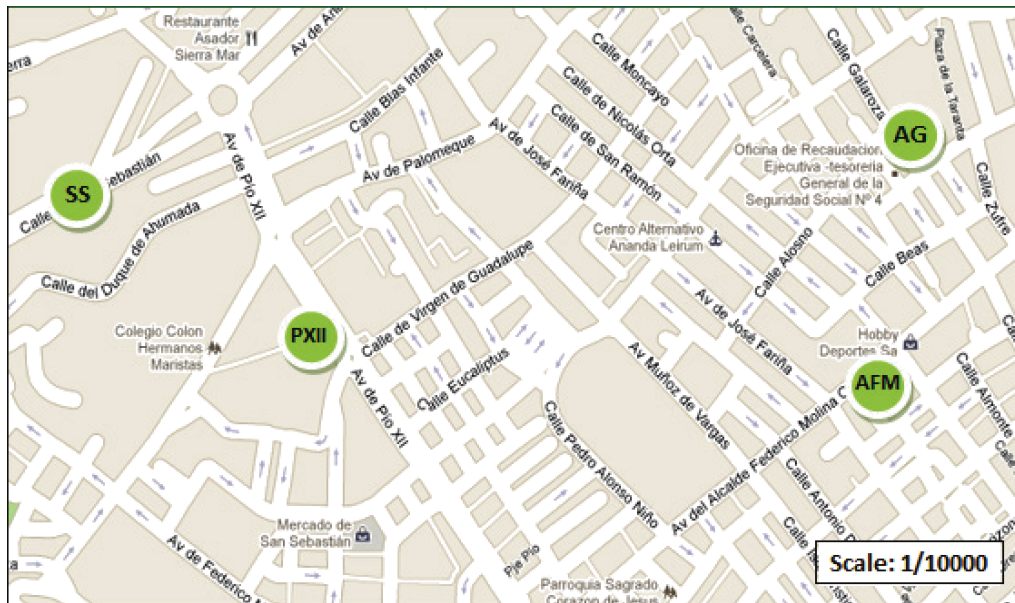 Restaurante
Asador
Sierra Mar
Calle Blas Infante
Av de Palomeque
Av de Pío XII
SS
Calle del Duque de Ahumada
Calle Moncayo
Calle de Nicolás Orta
Calle de San Ramón
Av de José Fariña
Calle Carcelera
Calle Galaroza
Plaza de la Taranta
AG
Oficina de Recaudacion
Ejecutiva -tesoreria
General de la
Seguridad Social Nº 4
Calle Zufre
Centro Alternativo
Ananda Leirum
Calle Alosno
Calle Beas
Calle de Virgen de Guadalupe
PXII
Colegio Colon
Hermanos
Maristas
Av de José Fariña
Hobby
Deportes Sa
AFM
Av de Pío XII
Calle Eucaliptus
Av Muñoz de Vargas
Calle Almonte
Calle Pedro Alonso Niño
Av del Alcalde Federico Molina
Calle Antonio
Mercado de
San Sebastián
Pje Pío
Parroquia Sagrado
Corazon de Jesus
Scale: 1/10000